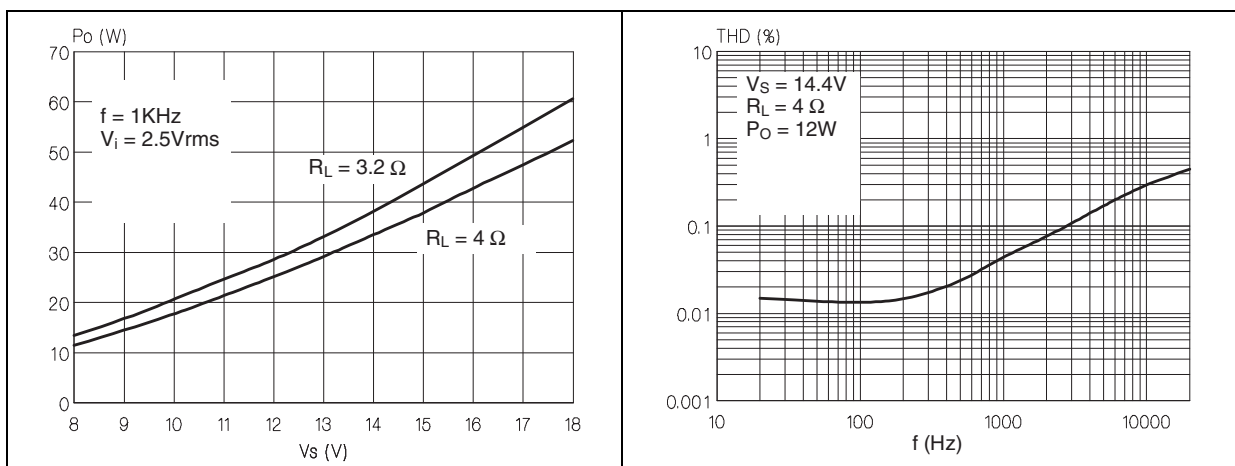 Po (W)
70
60
50
40
30
20
10
0
f = 1KHz
Vi = 2.5Vrms
RL = 3.2 Ω
RL = 4 Ω
8 9 10 11 12 13 14 15 16 17 18
Vs (V)
THD (%)
10
1
0.1
0.01
0.001
VS = 14.4V
RL = 4 Ω
PO = 12W
10 100 1000 10000
f (Hz)